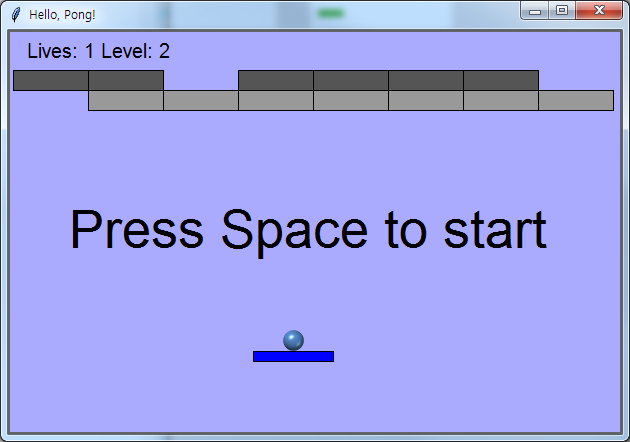 Hello, Pong!
Lives: 1 Level: 2
Press Space to start